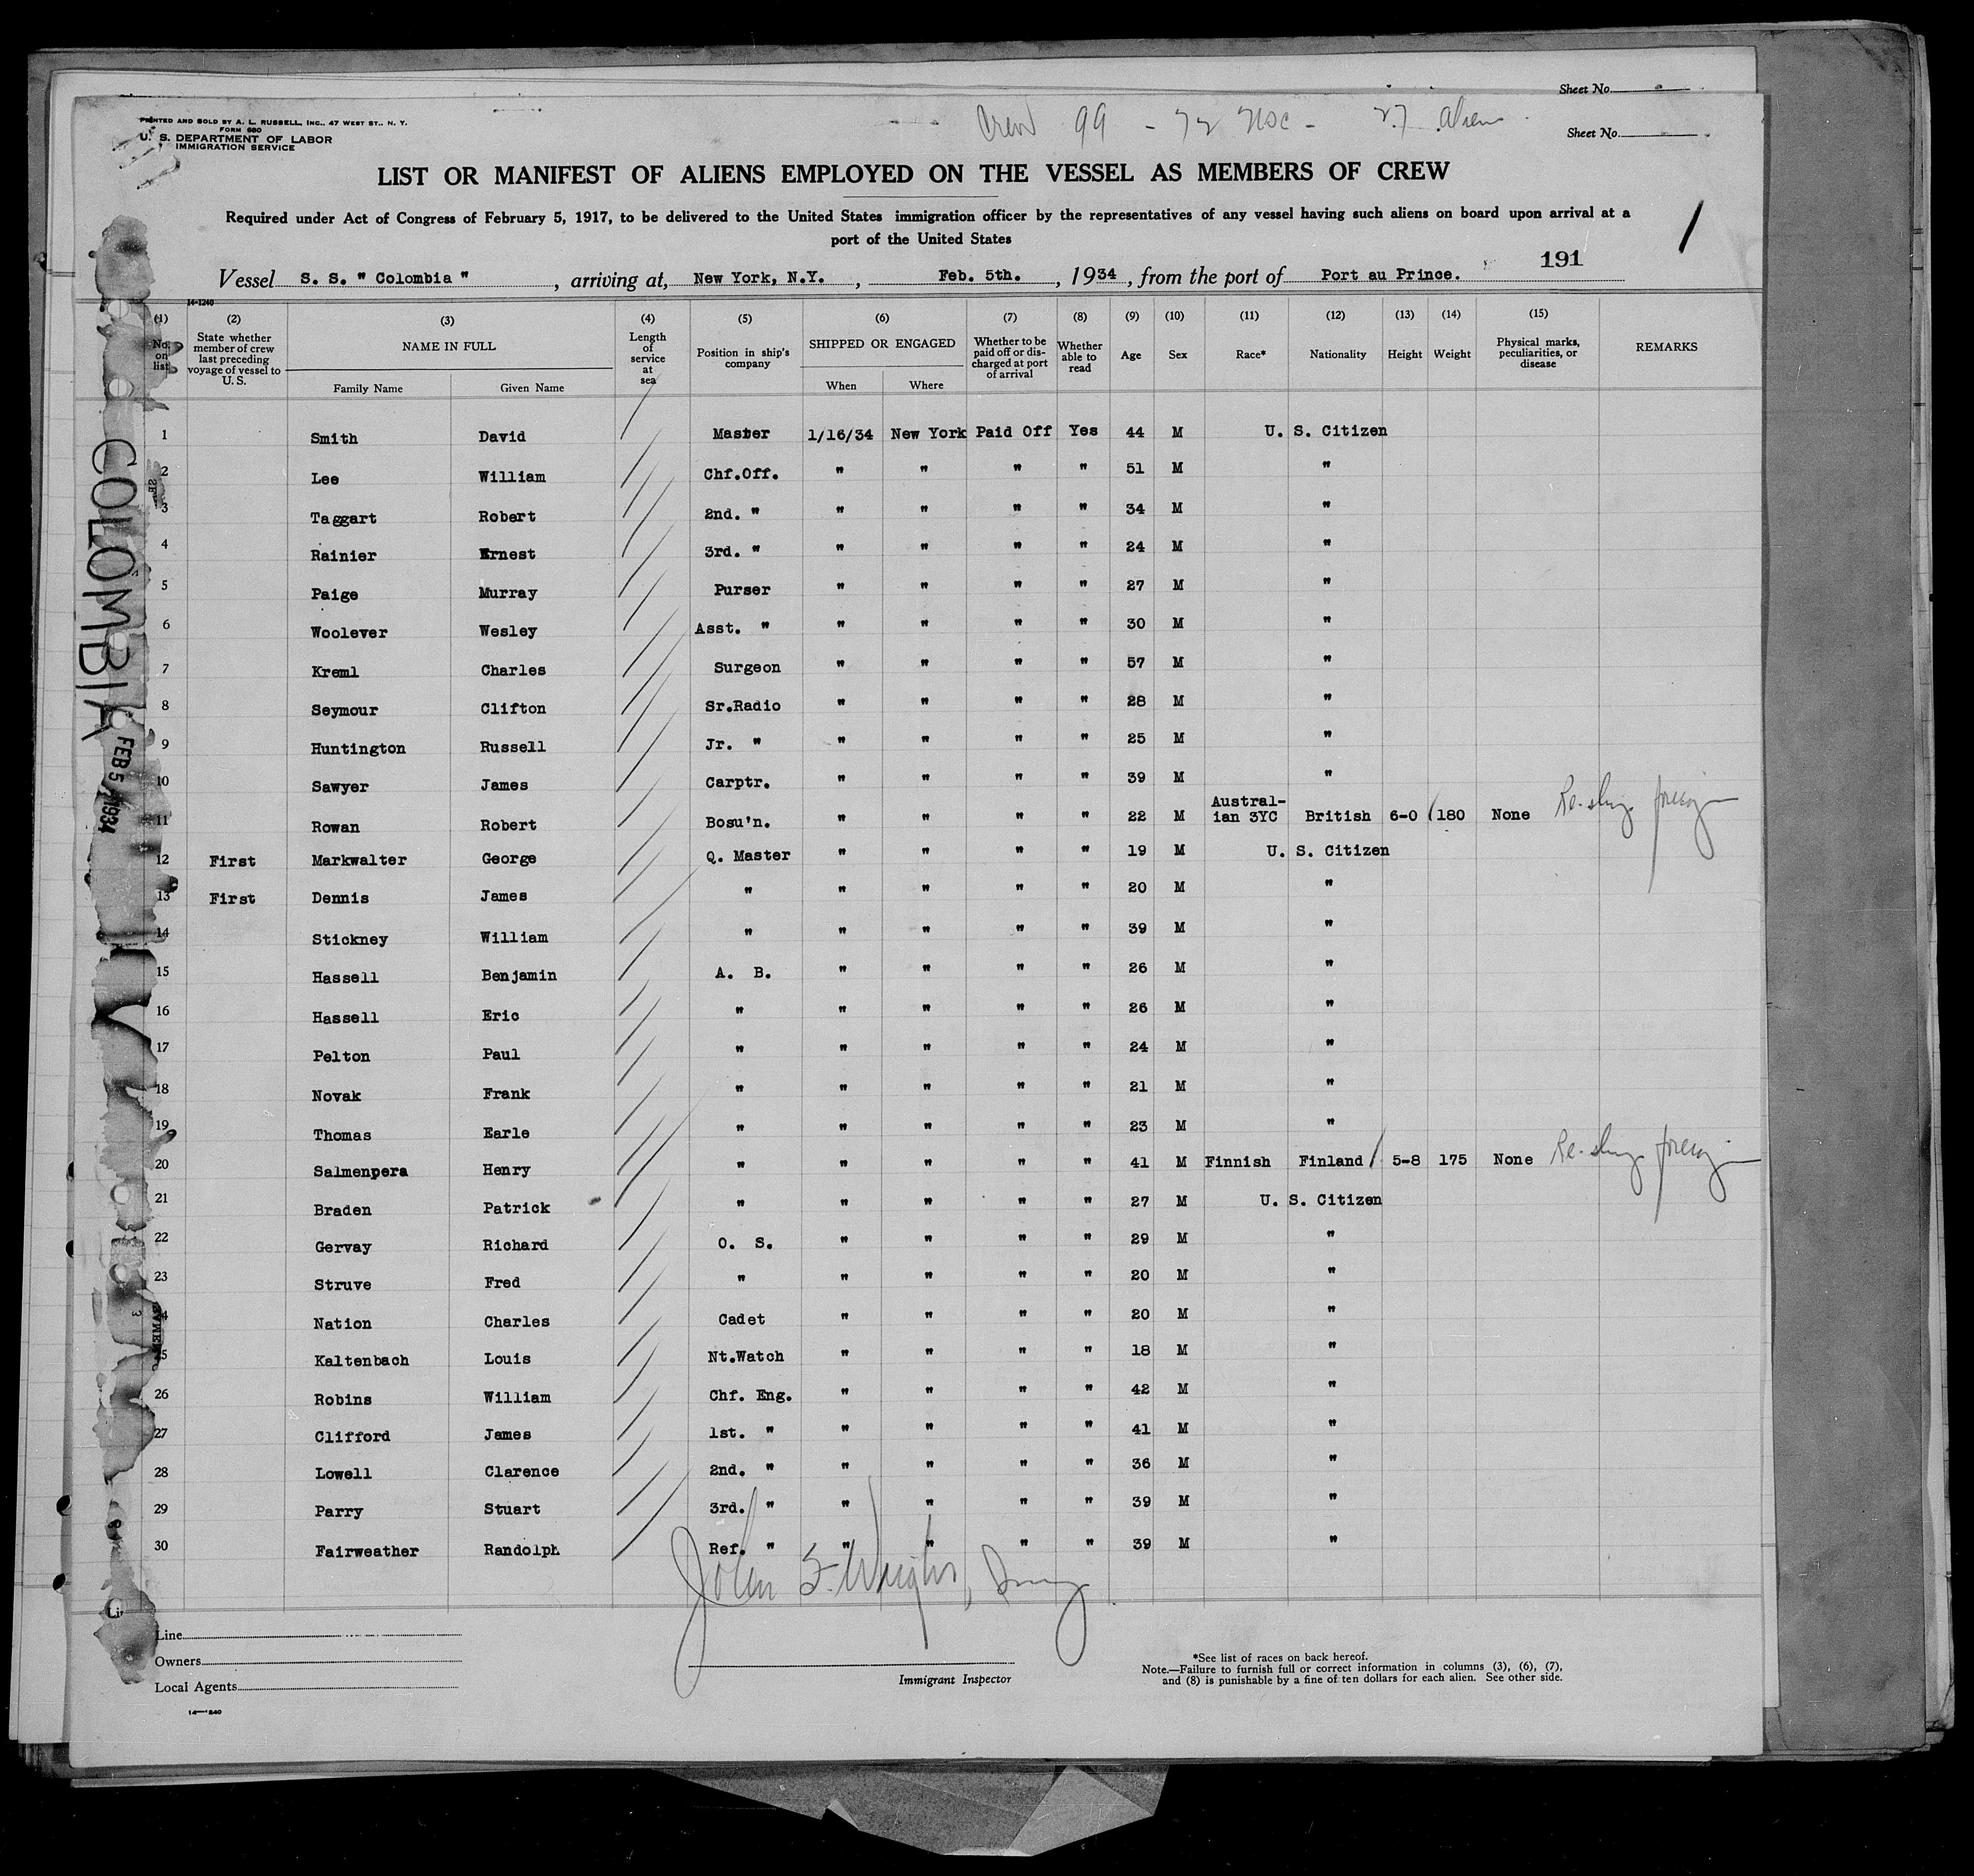 Sheet No.
Crew 99 - 72 USC - 27 Aliens
PRINTED AND SOLD BY A. L. RUSSELL, INC., 47 WEST ST., N. Y.
FORM 680
U. S. DEPARTMENT OF LABOR
IMMIGRATION SERVICE
Sheet No.
LIST OR MANIFEST OF ALIENS EMPLOYED ON THE VESSEL AS MEMBERS OF CREW
Required under Act of Congress of February 5, 1917, to be delivered to the United States immigration officer by the representatives of any vessel having such aliens on board upon arrival at a
port of the United States
1
191
Vessel S. S. " Colombia " , arriving at, New York, N.Y. , Feb. 5th. , 1934 , from the port of Port au Prince.
14-1240
(1) No. on list (2) State whether member of crew last preceding voyage of vessel to U. S. (3) NAME IN FULL Family Name Given Name (4) Length of service at sea (5) Position in ship's company (6) SHIPPED OR ENGAGED When Where (7) Whether to be paid off or discharged at port of arrival (8) Whether able to read (9) Age (10) Sex (11) Race* (12) Nationality (13) Height (14) Weight (15) Physical marks, peculiarities, or disease REMARKS
1 Smith David Master 1/16/34 New York Paid Off Yes 44 M U. S. Citizen
2 Lee William Chf.Off. " " " " 51 M "
3 Taggart Robert 2nd. " " " " " 34 M "
4 Rainier Ernest 3rd. " " " " " 24 M "
5 Paige Murray Purser " " " " 27 M "
6 Woolever Wesley Asst. " " " " " 30 M "
7 Kreml Charles Surgeon " " " " 57 M "
8 Seymour Clifton Sr.Radio " " " " 28 M "
9 Huntington Russell Jr. " " " " " 25 M "
10 Sawyer James Carptr. " " " " 39 M "
11 Rowan Robert Bosu'n. " " " " 22 M Austral-ian 3YC British 6-0 180 None Re-shpg foreign
12 First Markwalter George Q. Master " " " " 19 M U. S. Citizen
13 First Dennis James " " " " " 20 M "
14 Stickney William " " " " " 39 M "
15 Hassell Benjamin A. B. " " " " 26 M "
16 Hassell Eric " " " " " 26 M "
17 Pelton Paul " " " " " 24 M "
18 Novak Frank " " " " " 21 M "
19 Thomas Earle " " " " " 23 M "
20 Salmenpera Henry " " " " " 41 M Finnish Finland 5-8 175 None Re-shpg foreign
21 Braden Patrick " " " " " 27 M U. S. Citizen
22 Gervay Richard O. S. " " " " 29 M "
23 Struve Fred " " " " " 20 M "
24 Nation Charles Cadet " " " " 20 M "
25 Kaltenbach Louis Nt.Watch " " " " 18 M "
26 Robins William Chf. Eng. " " " " 42 M "
27 Clifford James 1st. " " " " " 41 M "
28 Lowell Clarence 2nd. " " " " " 36 M "
29 Parry Stuart 3rd. " " " " " 39 M "
30 Fairweather Randolph Ref. " " " " " 39 M "
COLOMBIA
FEB 5 1934
John F. Wright,
Line
Owners
Local Agents
Immigrant Inspector
*See list of races on back hereof.
Note.—Failure to furnish full or correct information in columns (3), (6), (7),
and (8) is punishable by a fine of ten dollars for each alien. See other side.
14—1240